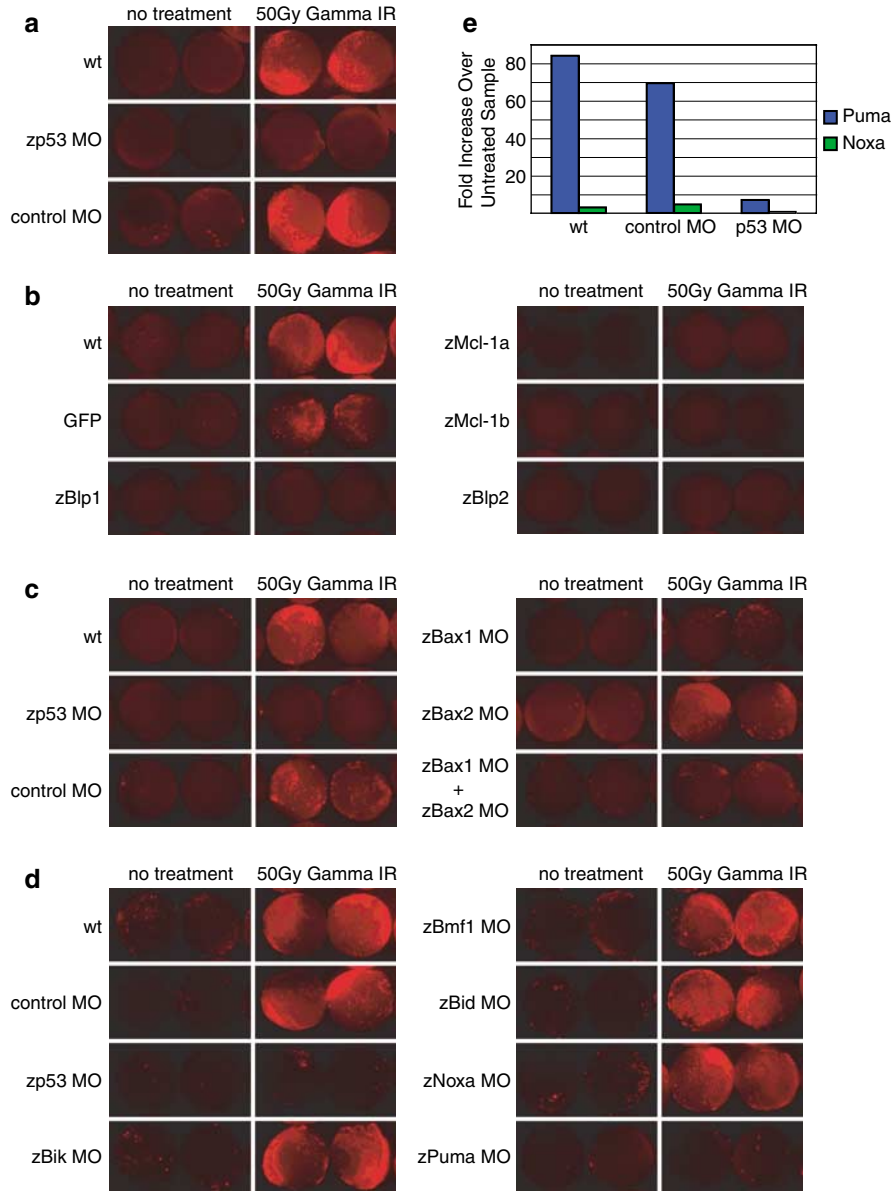 a
no treatment 50Gy Gamma IR
wt
zp53 MO
control MO
e
Fold Increase Over
Untreated Sample
80
60
40
20
wt control MO p53 MO
Puma
Noxa
b
no treatment 50Gy Gamma IR
wt
GFP
zBlp1
no treatment 50Gy Gamma IR
zMcl-1a
zMcl-1b
zBlp2
c
no treatment 50Gy Gamma IR
wt
zp53 MO
control MO
no treatment 50Gy Gamma IR
zBax1 MO
zBax2 MO
zBax1 MO
+
zBax2 MO
d
no treatment 50Gy Gamma IR
wt
control MO
zp53 MO
zBik MO
no treatment 50Gy Gamma IR
zBmf1 MO
zBid MO
zNoxa MO
zPuma MO